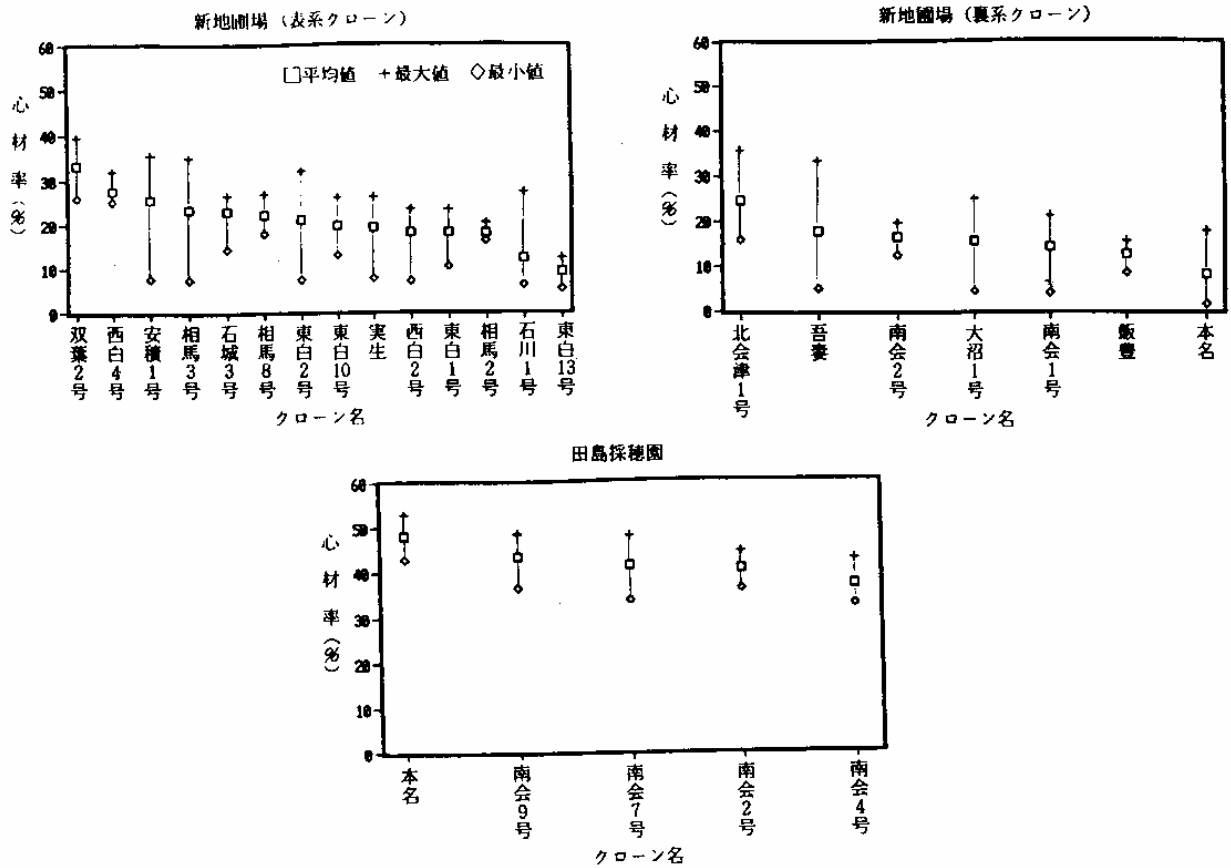 新地圃場（表系クローン）
60
50
40
30
20
10
0
心材率（%）
□平均値 +最大値 ◇最小値
双葉2号
西白4号
安積1号
相馬3号
石城3号
相馬8号
東白2号
東白10号
実生
西白2号
東白1号
相馬2号
石川1号
東白13号
クローン名
新地圃場（裏系クローン）
60
50
40
30
20
10
0
心材率（%）
北会津1号
吾妻
南会2号
大沼1号
南会1号
飯豊
本名
クローン名
田島採穂園
60
50
40
30
20
10
0
心材率（%）
本名
南会9号
南会7号
南会2号
南会4号
クローン名